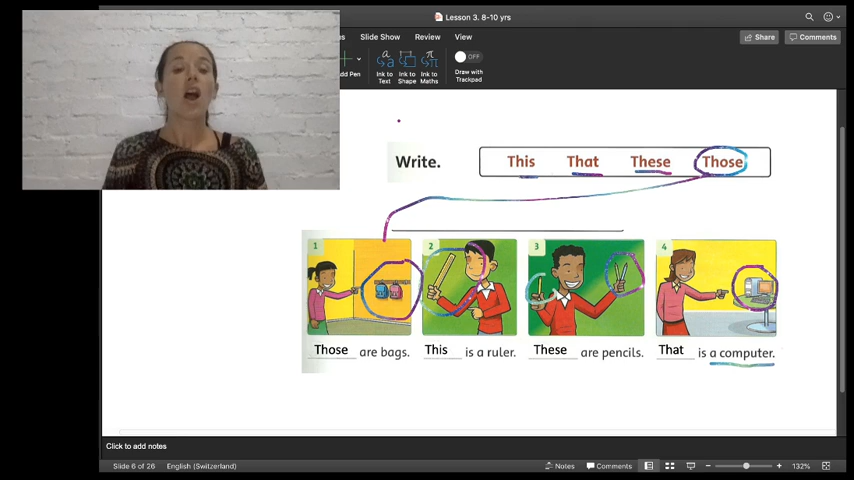 Lesson 3. 8-10 yrs
Slide Show Review View
Share Comments
Add Pen
Ink to Text
Ink to Shape
Ink to Maths
OFF
Draw with Trackpad
Write. This That These Those
1 2 3 4
Those are bags. This is a ruler. These are pencils. That is a computer.
Click to add notes
Slide 6 of 26 English (Switzerland) Notes Comments 132%